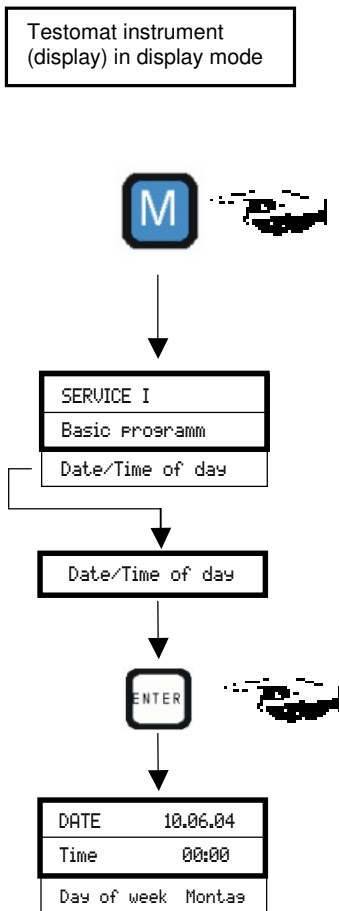 Testomat instrument
(display) in display mode
M
SERVICE I
Basic programm
Date/Time of day
Date/Time of day
ENTER
DATE 10.06.04
Time 00:00
Day of week Montag